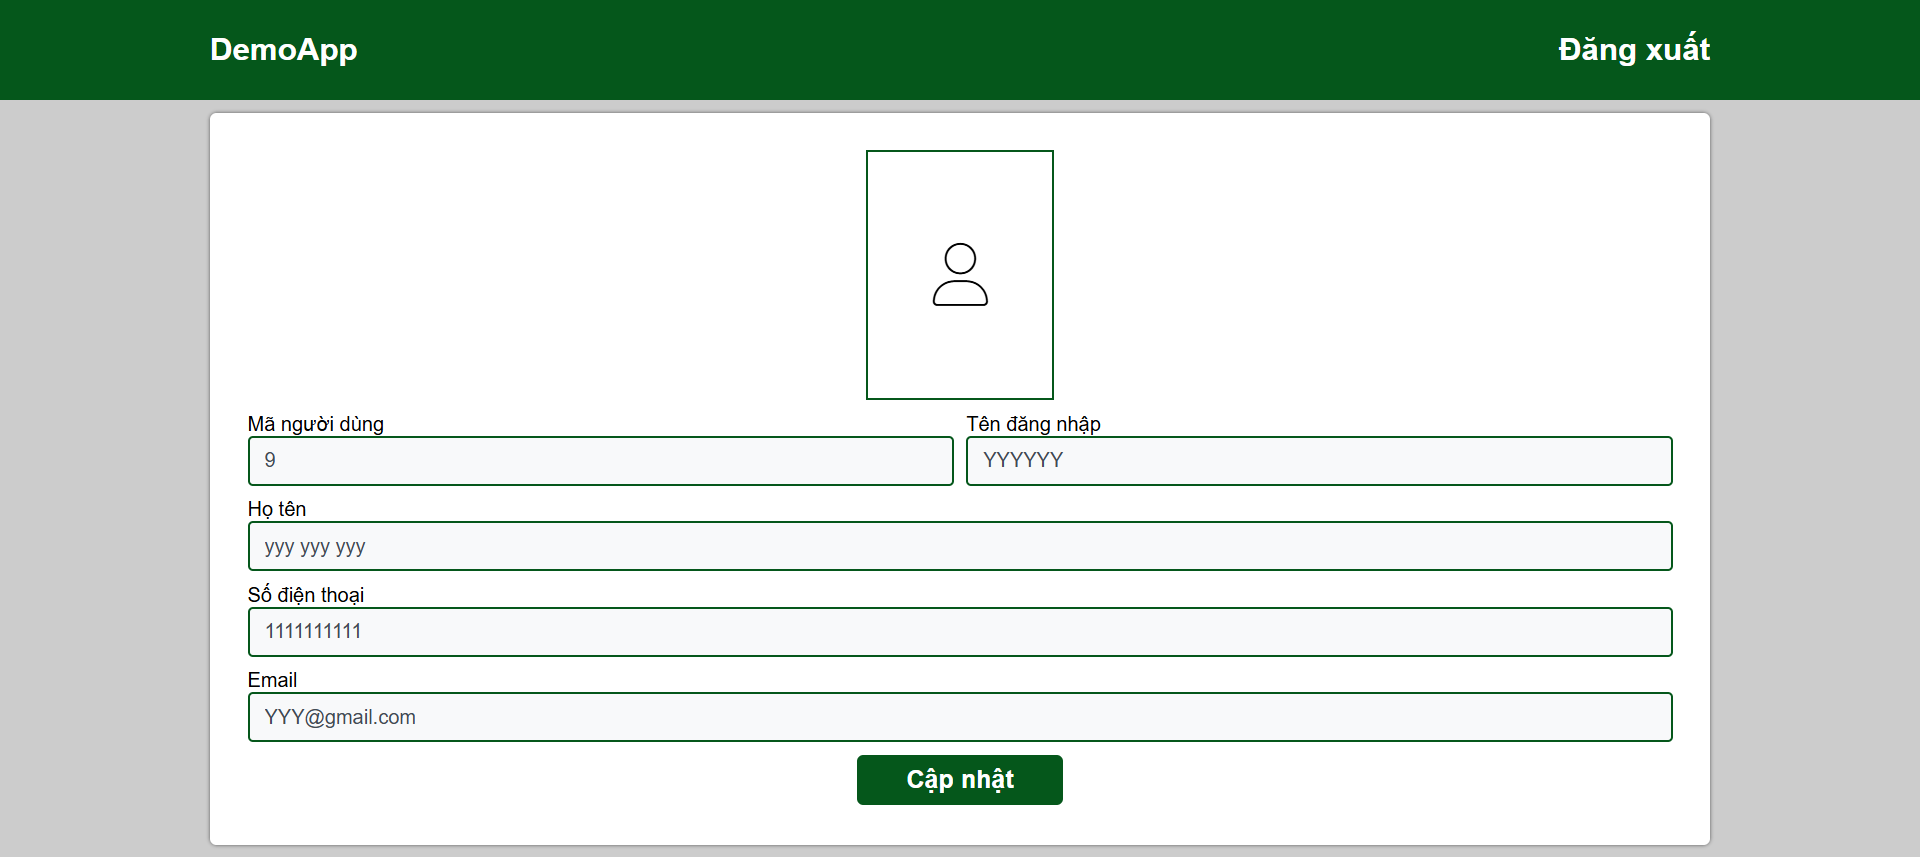 DemoApp
Đăng xuất
Mã người dùng
Tên đăng nhập
9
YYYYYY
Họ tên
yyy yyy yyy
Số điện thoại
1111111111
Email
YYY@gmail.com
Cập nhật